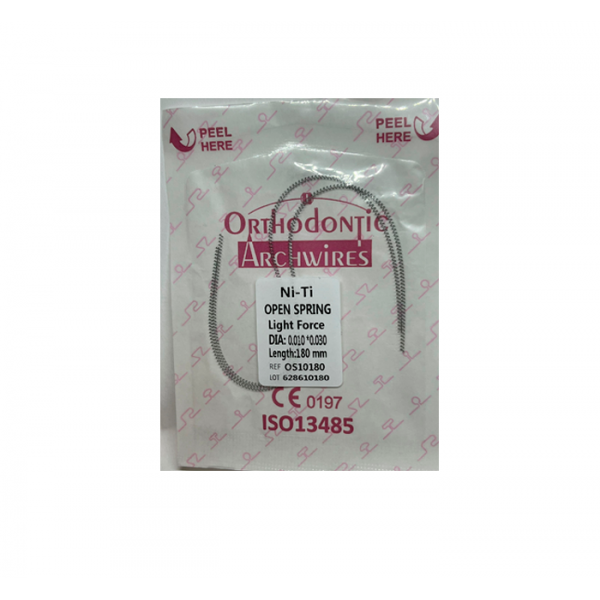 PEEL
HERE
PEEL
HERE
ORTHODONTIC
ARCHWIRES
Ni-Ti
OPEN SPRING
Light Force
DIA: 0.010 *0.030
Length:180 mm
REF OS10180
LOT 628610180
CE 0197
ISO13485